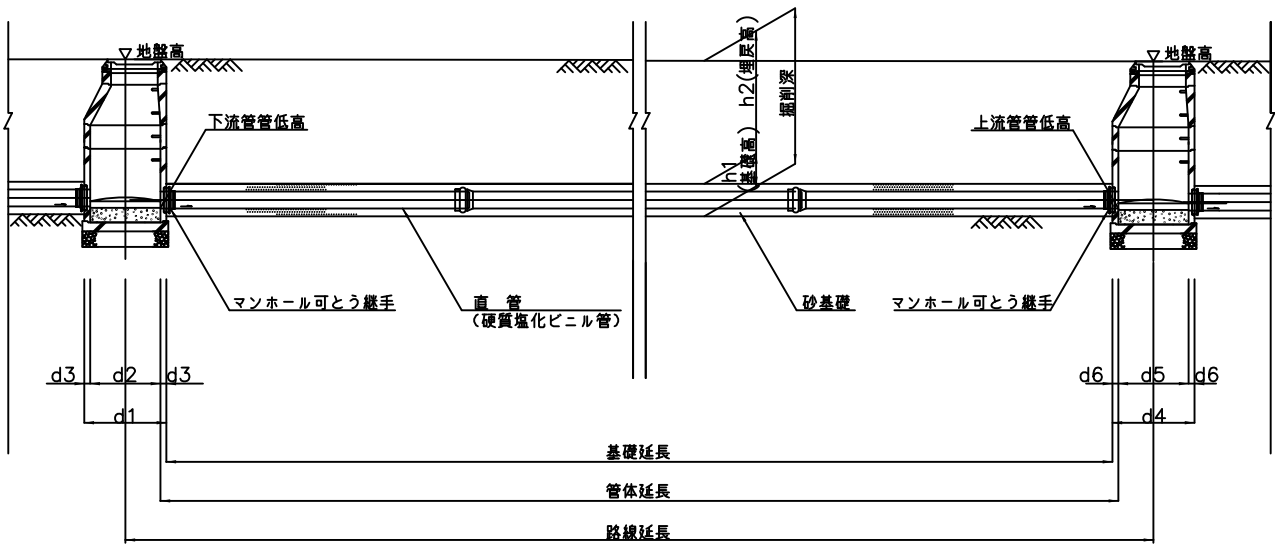 地盤高
地盤高
h2(埋戻高)
掘削深
h1
(基礎高)
下流管管低高
上流管管低高
マンホール可とう継手
直　管
(硬質塩化ビニル管)
砂基礎
マンホール可とう継手
d3
d2
d3
d6
d5
d6
d1
d4
基礎延長
管体延長
路線延長